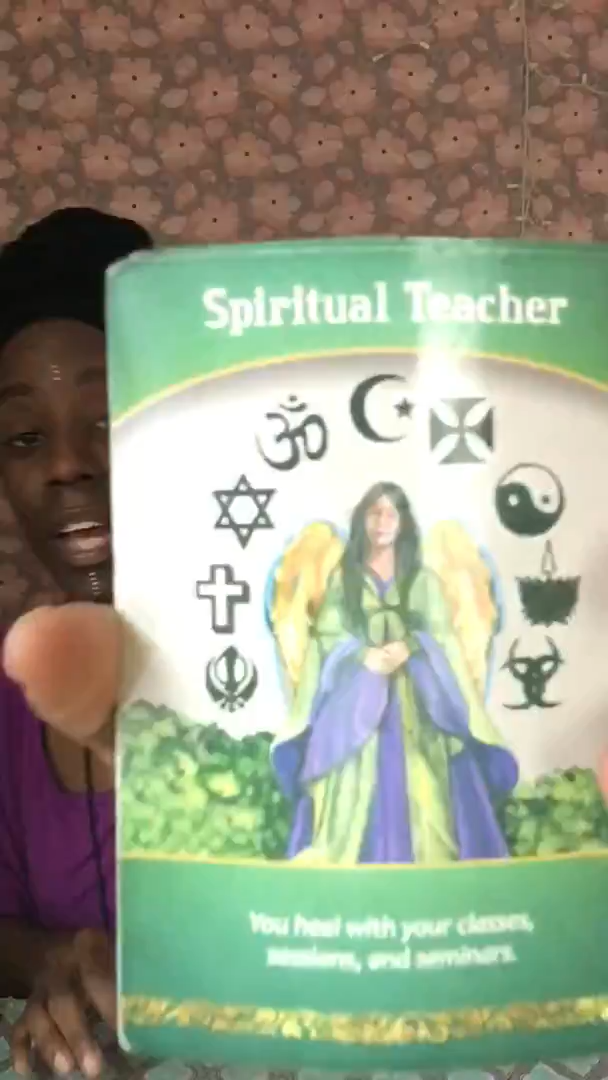 Spiritual Teacher
ॐ
You heal with your classes,
sessions, and seminars.